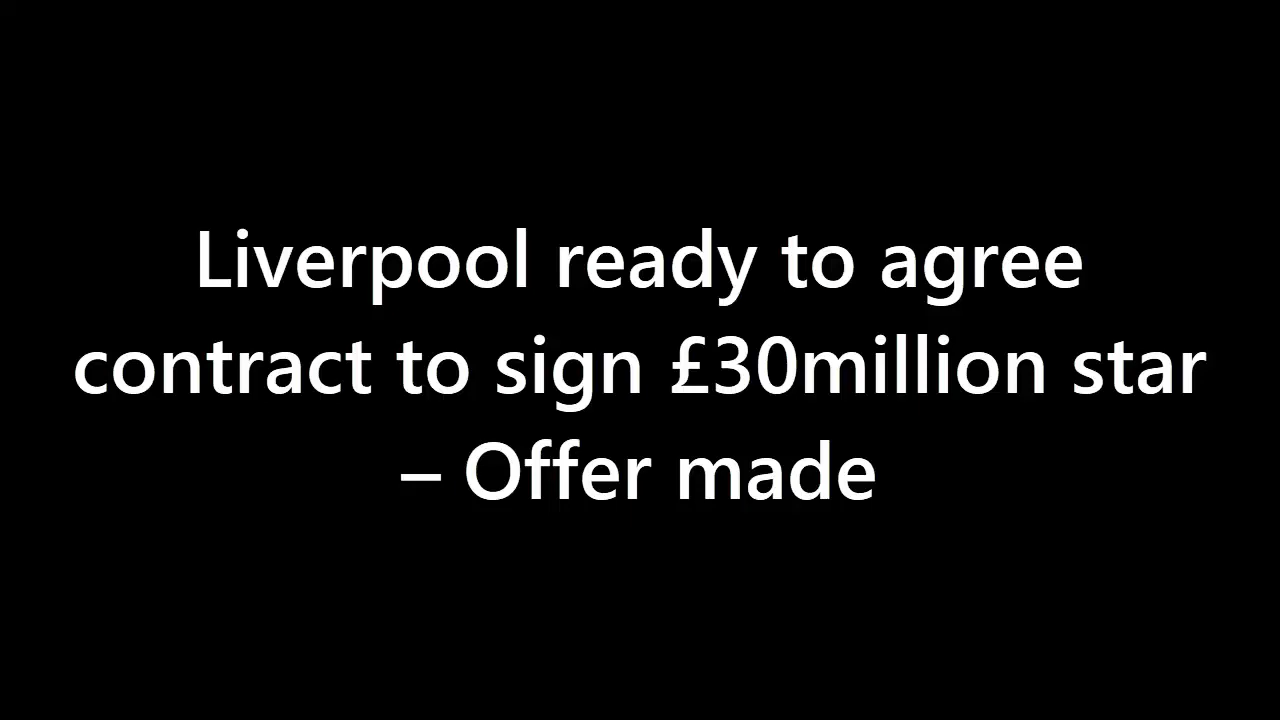 Liverpool ready to agree
contract to sign £30million star
– Offer made